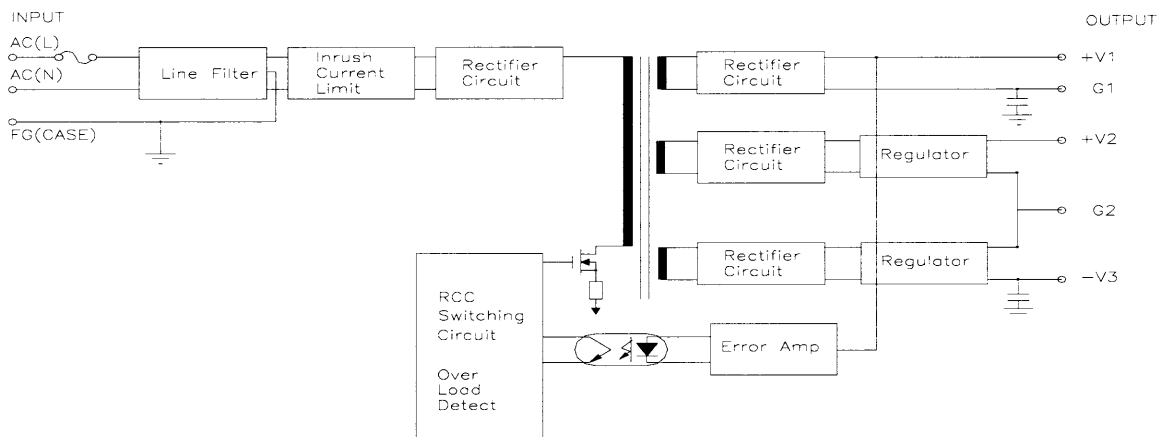 INPUT
OUTPUT
AC(L)
AC(N)
FG(CASE)
Line Filter
Inrush
Current
Limit
Rectifier
Circuit
Rectifier
Circuit
+V1
G1
Rectifier
Circuit
Regulator
+V2
G2
Rectifier
Circuit
Regulator
-V3
RCC
Switching
Circuit
Over
Load
Detect
Error Amp